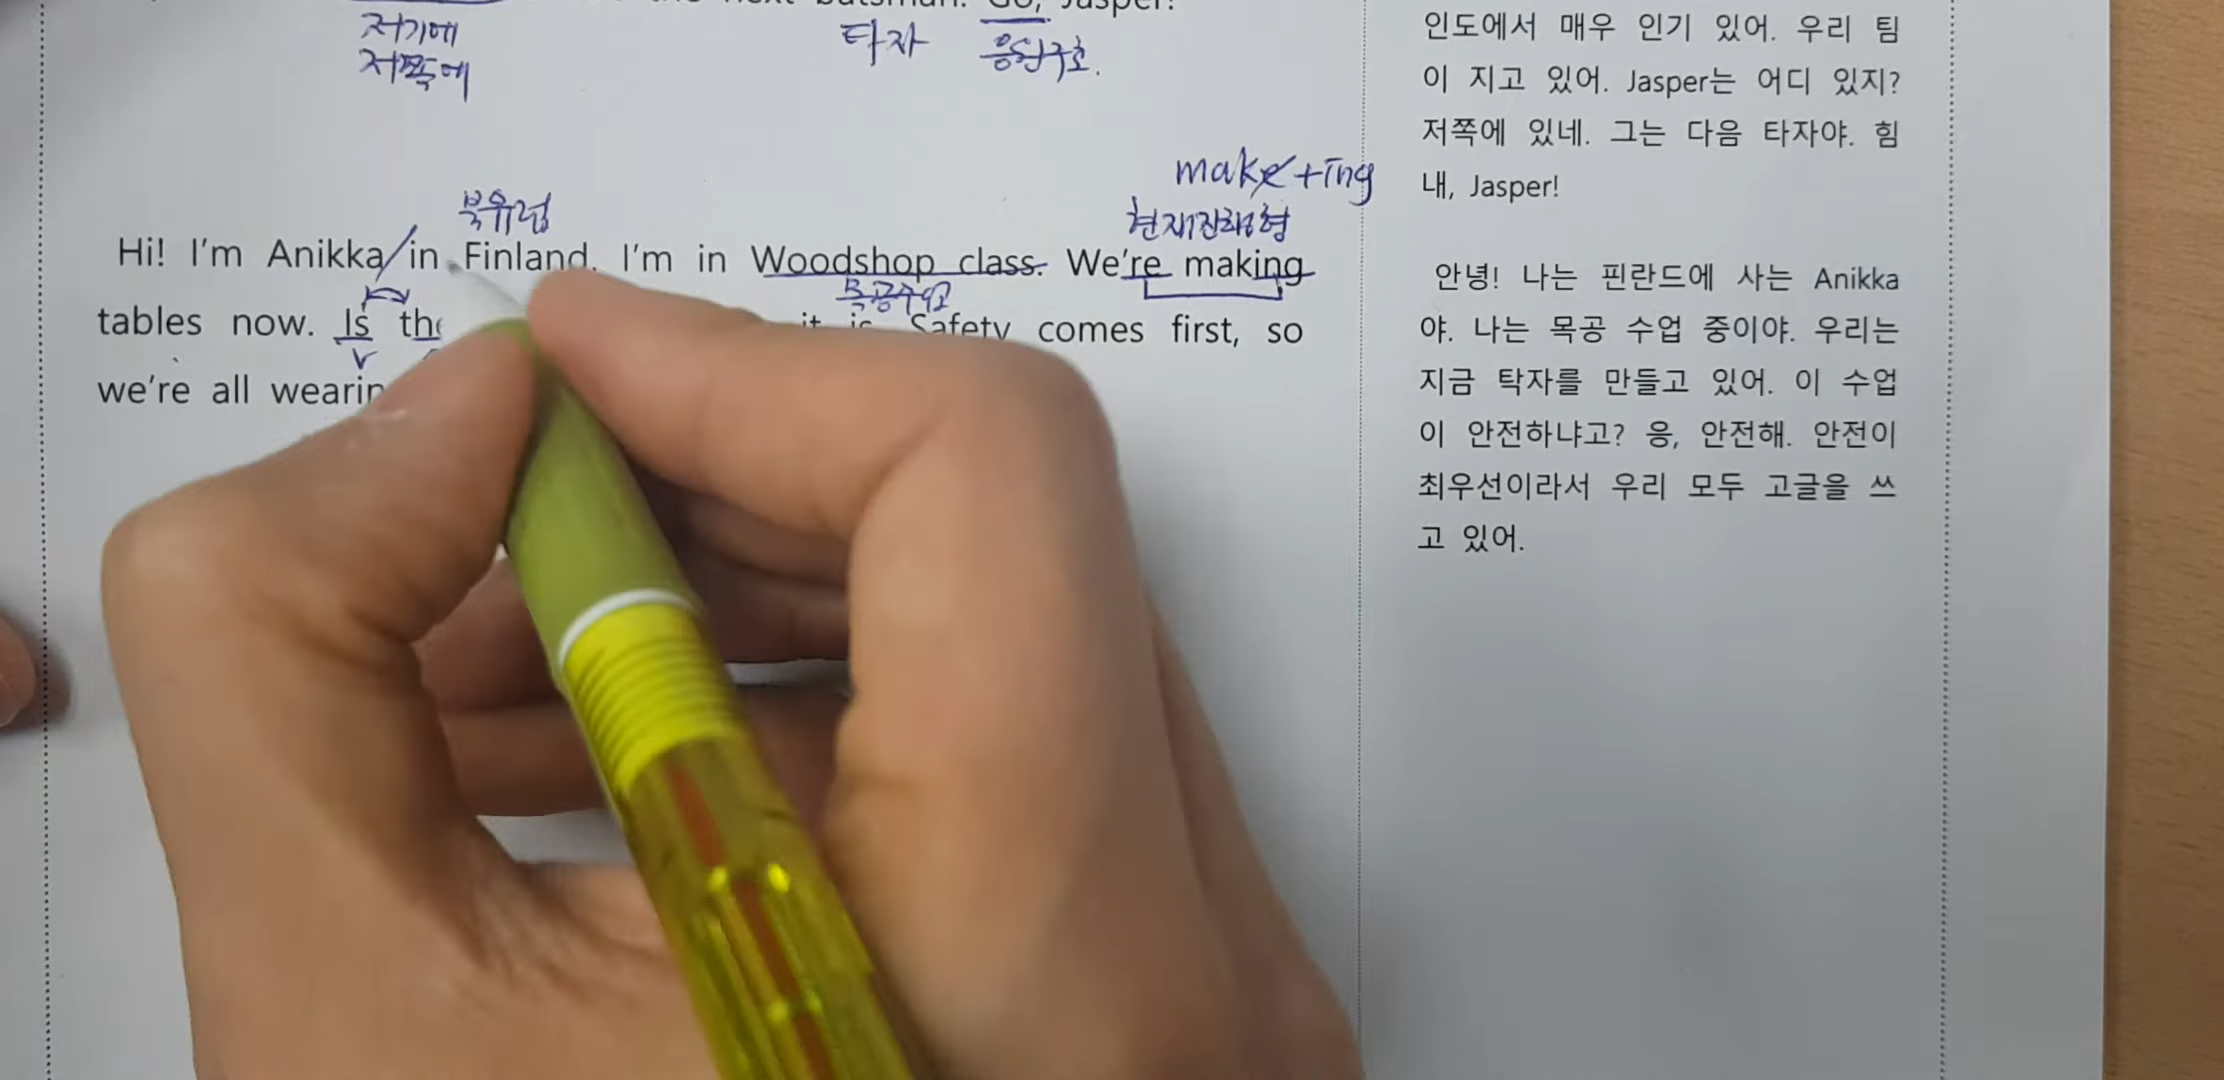 Jasper!
저기에 타자 응원구호.
저쪽에
make+ing
북유럽 현재진행형
Hi! I'm Anikka/in Finland. I'm in Woodshop class. We're making
목공수업
tables now. Is it is. Safety comes first, so
v
we're all
인도에서 매우 인기 있어. 우리 팀
이 지고 있어. Jasper는 어디 있지?
저쪽에 있네. 그는 다음 타자야. 힘
내, Jasper!
안녕! 나는 핀란드에 사는 Anikka
야. 나는 목공 수업 중이야. 우리는
지금 탁자를 만들고 있어. 이 수업
이 안전하냐고? 응, 안전해. 안전이
최우선이라서 우리 모두 고글을 쓰
고 있어.